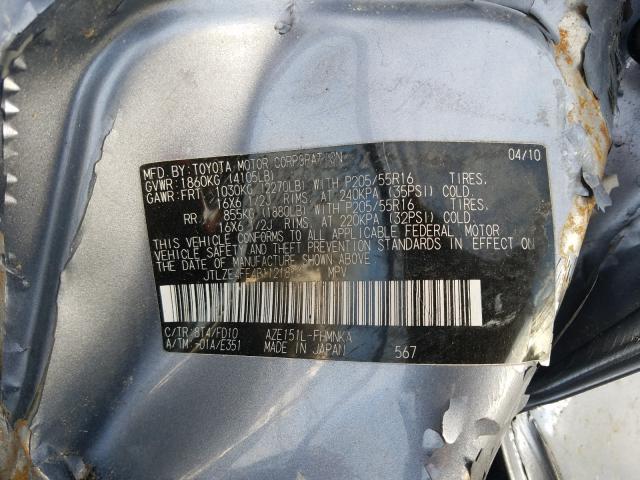 MFD. BY: TOYOTA MOTOR CORPORATION 04/10
GVWR: 1860KG (4105LB)
GAWR: FRT 1030KG (2270LB) WITH P205/55R16 TIRES.
16X6 1/2J RIMS, AT 240KPA (35PSI) COLD.
RR 855KG (1880LB) WITH P205/55R16 TIRES.
16X6 1/2J RIMS, AT 220KPA (32PSI) COLD.
THIS VEHICLE CONFORMS TO ALL APPLICABLE FEDERAL MOTOR
VEHICLE SAFETY AND THEFT PREVENTION STANDARDS IN EFFECT ON
THE DATE OF MANUFACTURE SHOWN ABOVE.
MPV
C/TR: 8T4/FD10 AZE151L-FHMNKA
A/TM: -01A/E351 MADE IN JAPAN 567